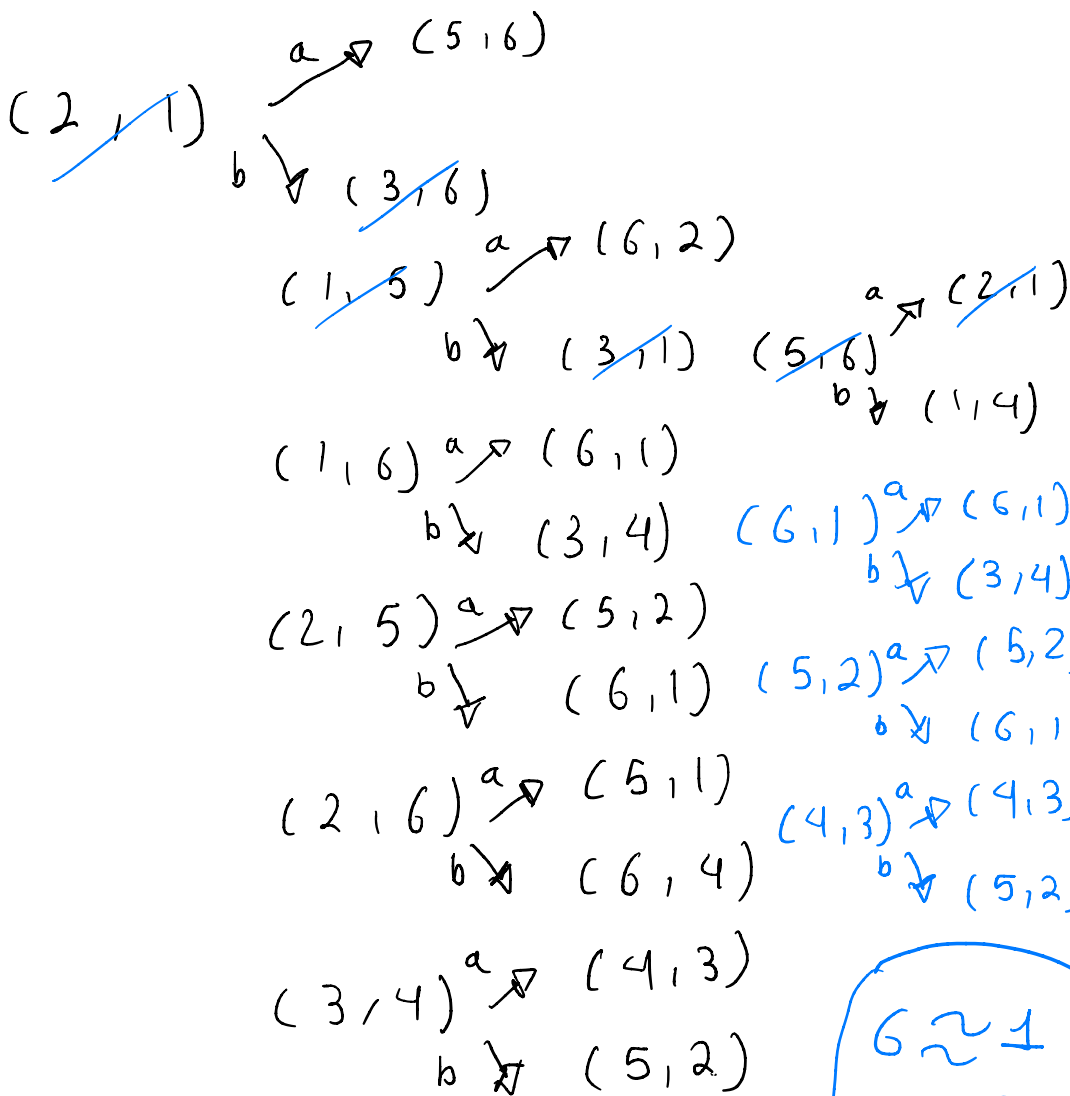 a (5,6)
(2,1)
b (3,6)
(1,5) a (6,2)
b (3,1)
(5,6) a (2,1)
b (1,4)
(1,6) a (6,1)
b (3,4)
(6,1) a (6,1)
b (3,4)
(2,5) a (5,2)
b (6,1)
(5,2) a (5,2
b (6,1
(2,6) a (5,1)
b (6,4)
(4,3) a (4,3
b (5,2
(3,4) a (4,3)
b (5,2)
6 ≈ 1